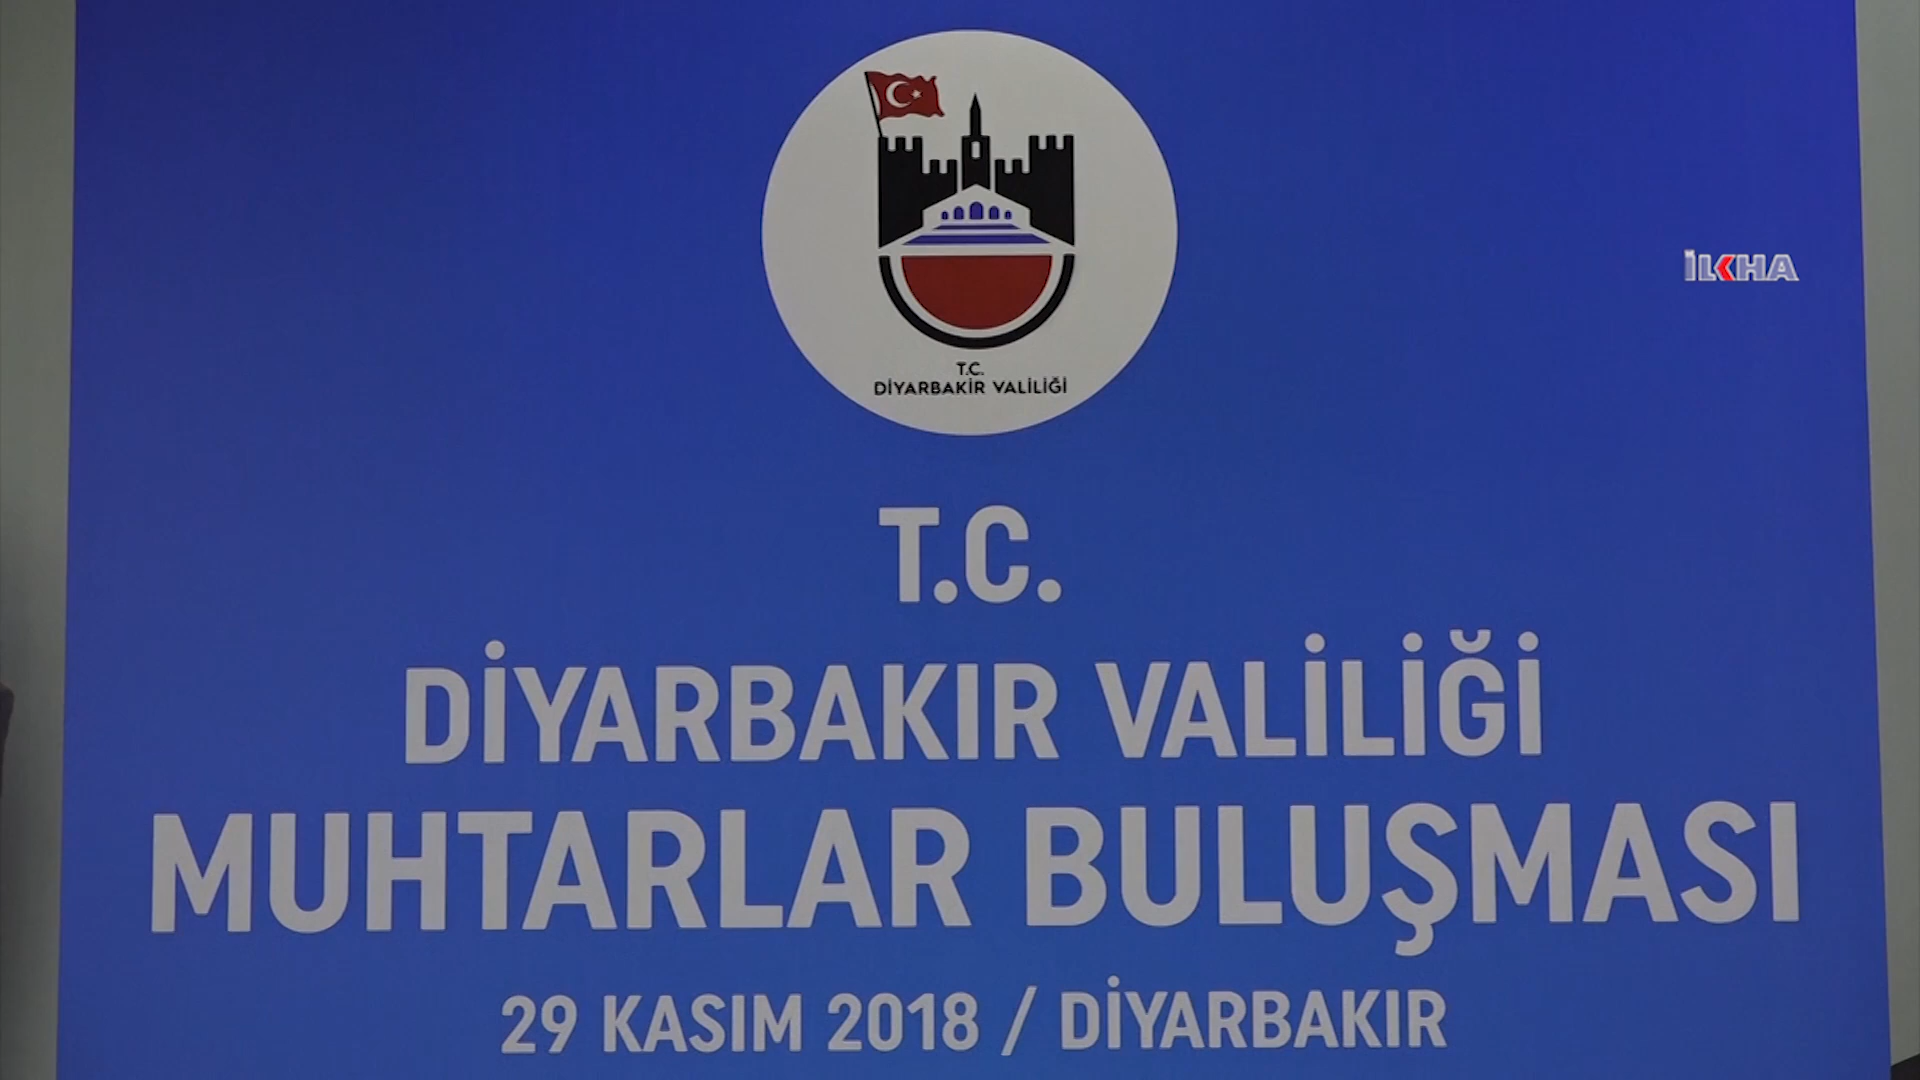 T.C.
DİYARBAKIR VALİLİĞİ
İLKHA
T.C.
DİYARBAKIR VALİLİĞİ
MUHTARLAR BULUŞMASI
29 KASIM 2018 / DİYARBAKIR